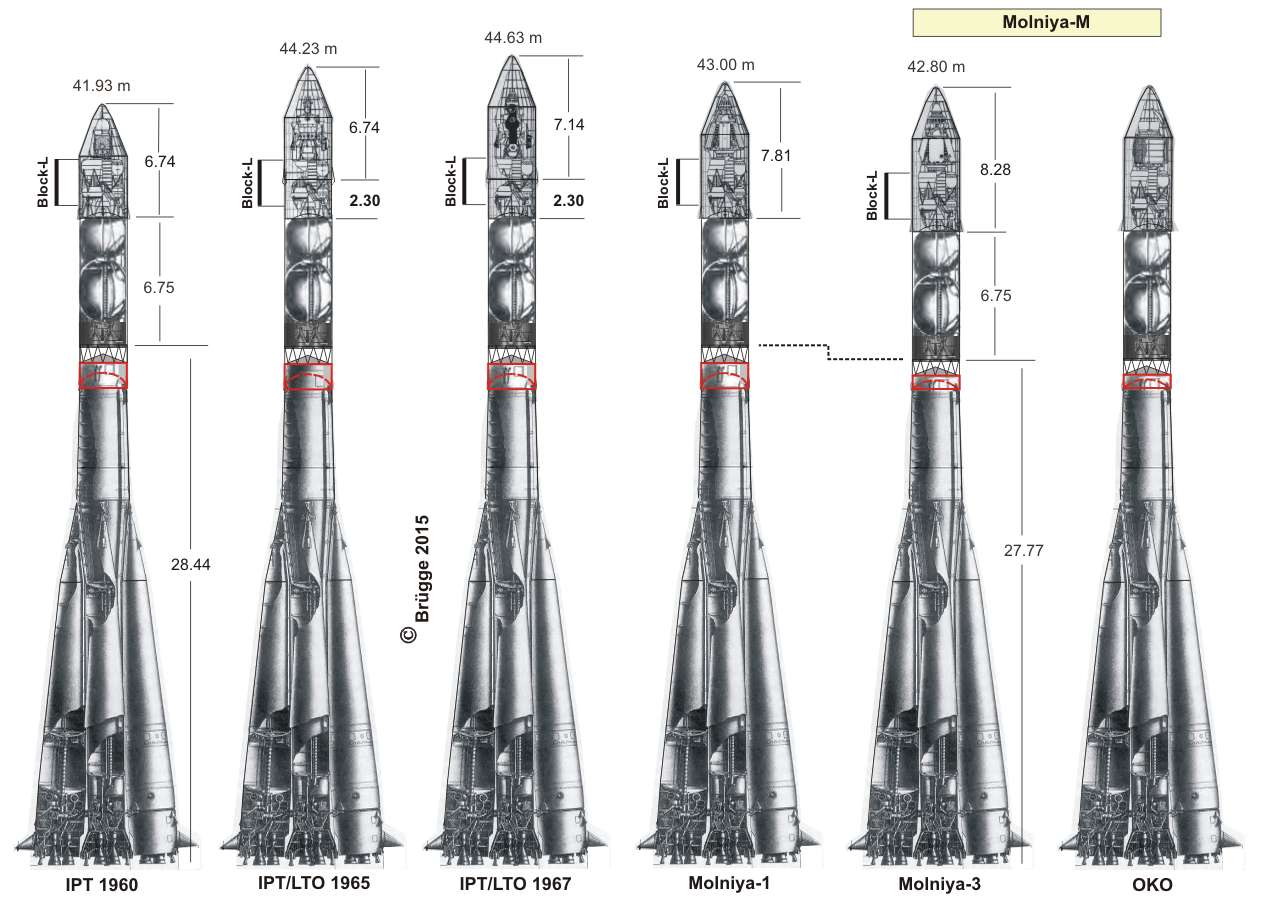 Molniya-M
41.93 m
44.23 m
44.63 m
43.00 m
42.80 m
6.74
6.74
7.14
7.81
8.28
Block-L
Block-L
Block-L
Block-L
Block-L
2.30
2.30
6.75
6.75
28.44
27.77
© Brügge 2015
IPT 1960
IPT/LTO 1965
IPT/LTO 1967
Molniya-1
Molniya-3
OKO